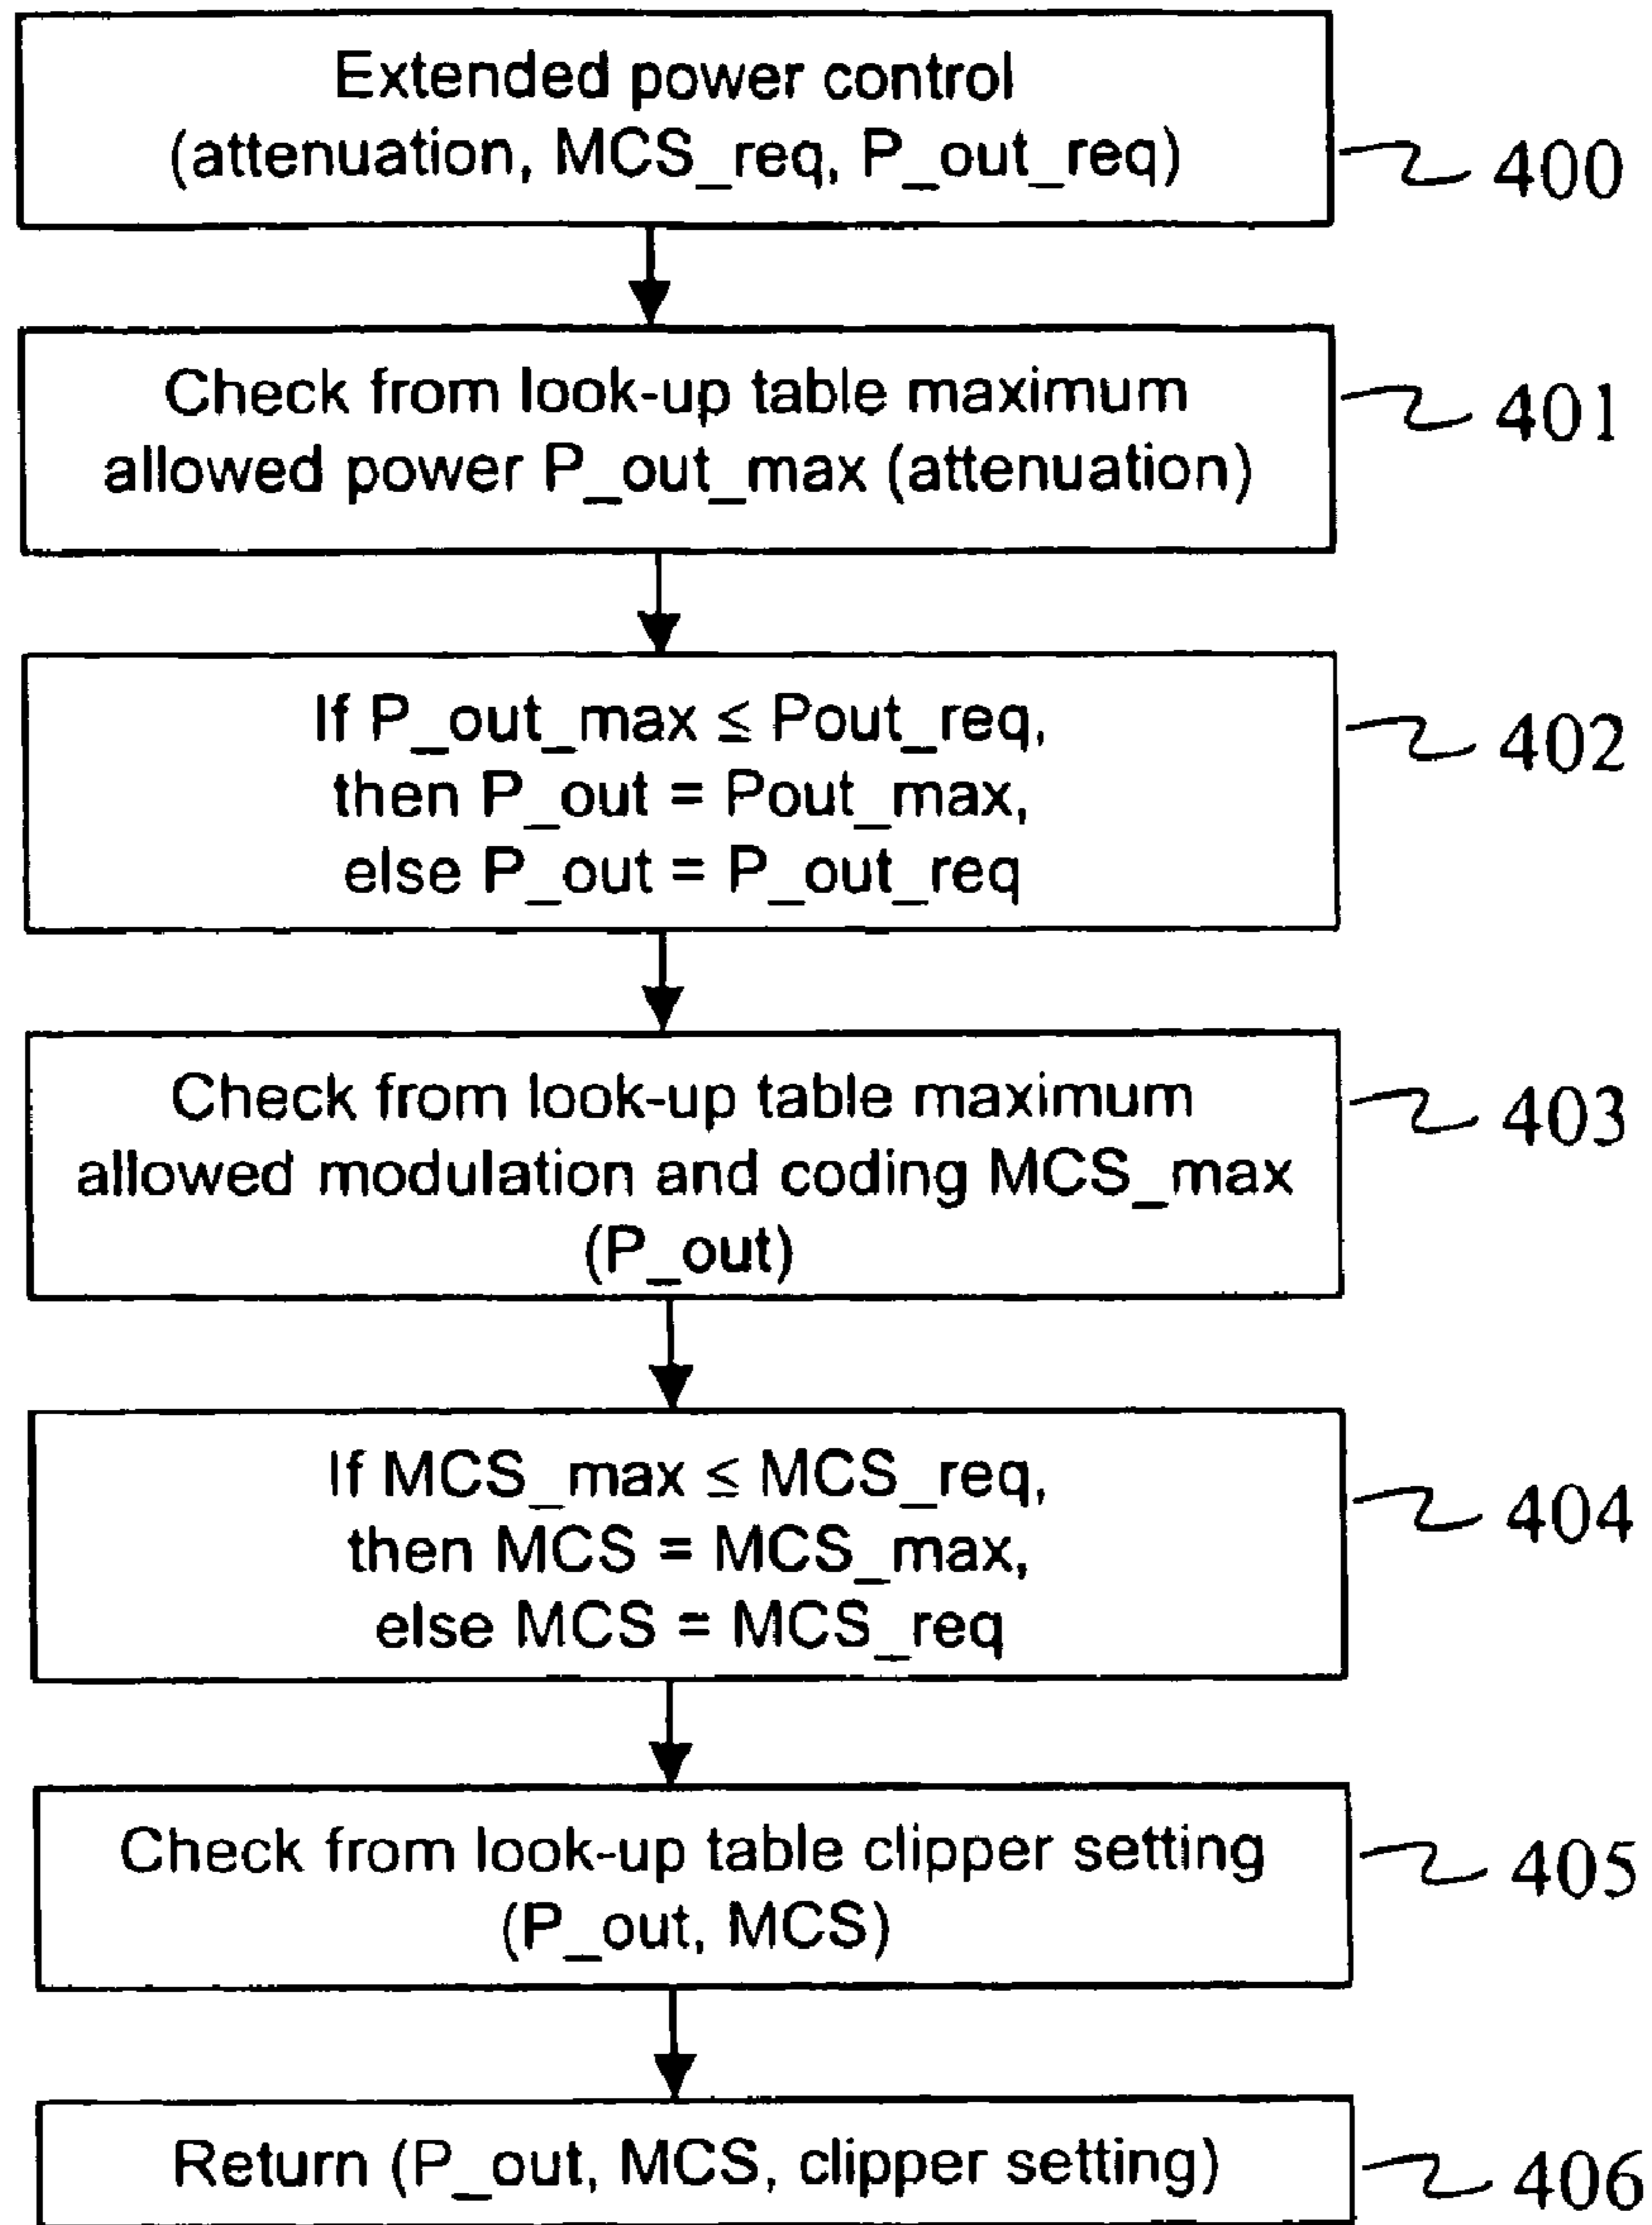 Extended power control
(attenuation, MCS_req, P_out_req)
400
Check from look-up table maximum
allowed power P_out_max (attenuation)
401
If P_out_max ≤ Pout_req,
then P_out = Pout_max,
else P_out = P_out_req
402
Check from look-up table maximum
allowed modulation and coding MCS_max
(P_out)
403
If MCS_max ≤ MCS_req,
then MCS = MCS_max,
else MCS = MCS_req
404
Check from look-up table clipper setting
(P_out, MCS)
405
Return (P_out, MCS, clipper setting)
406